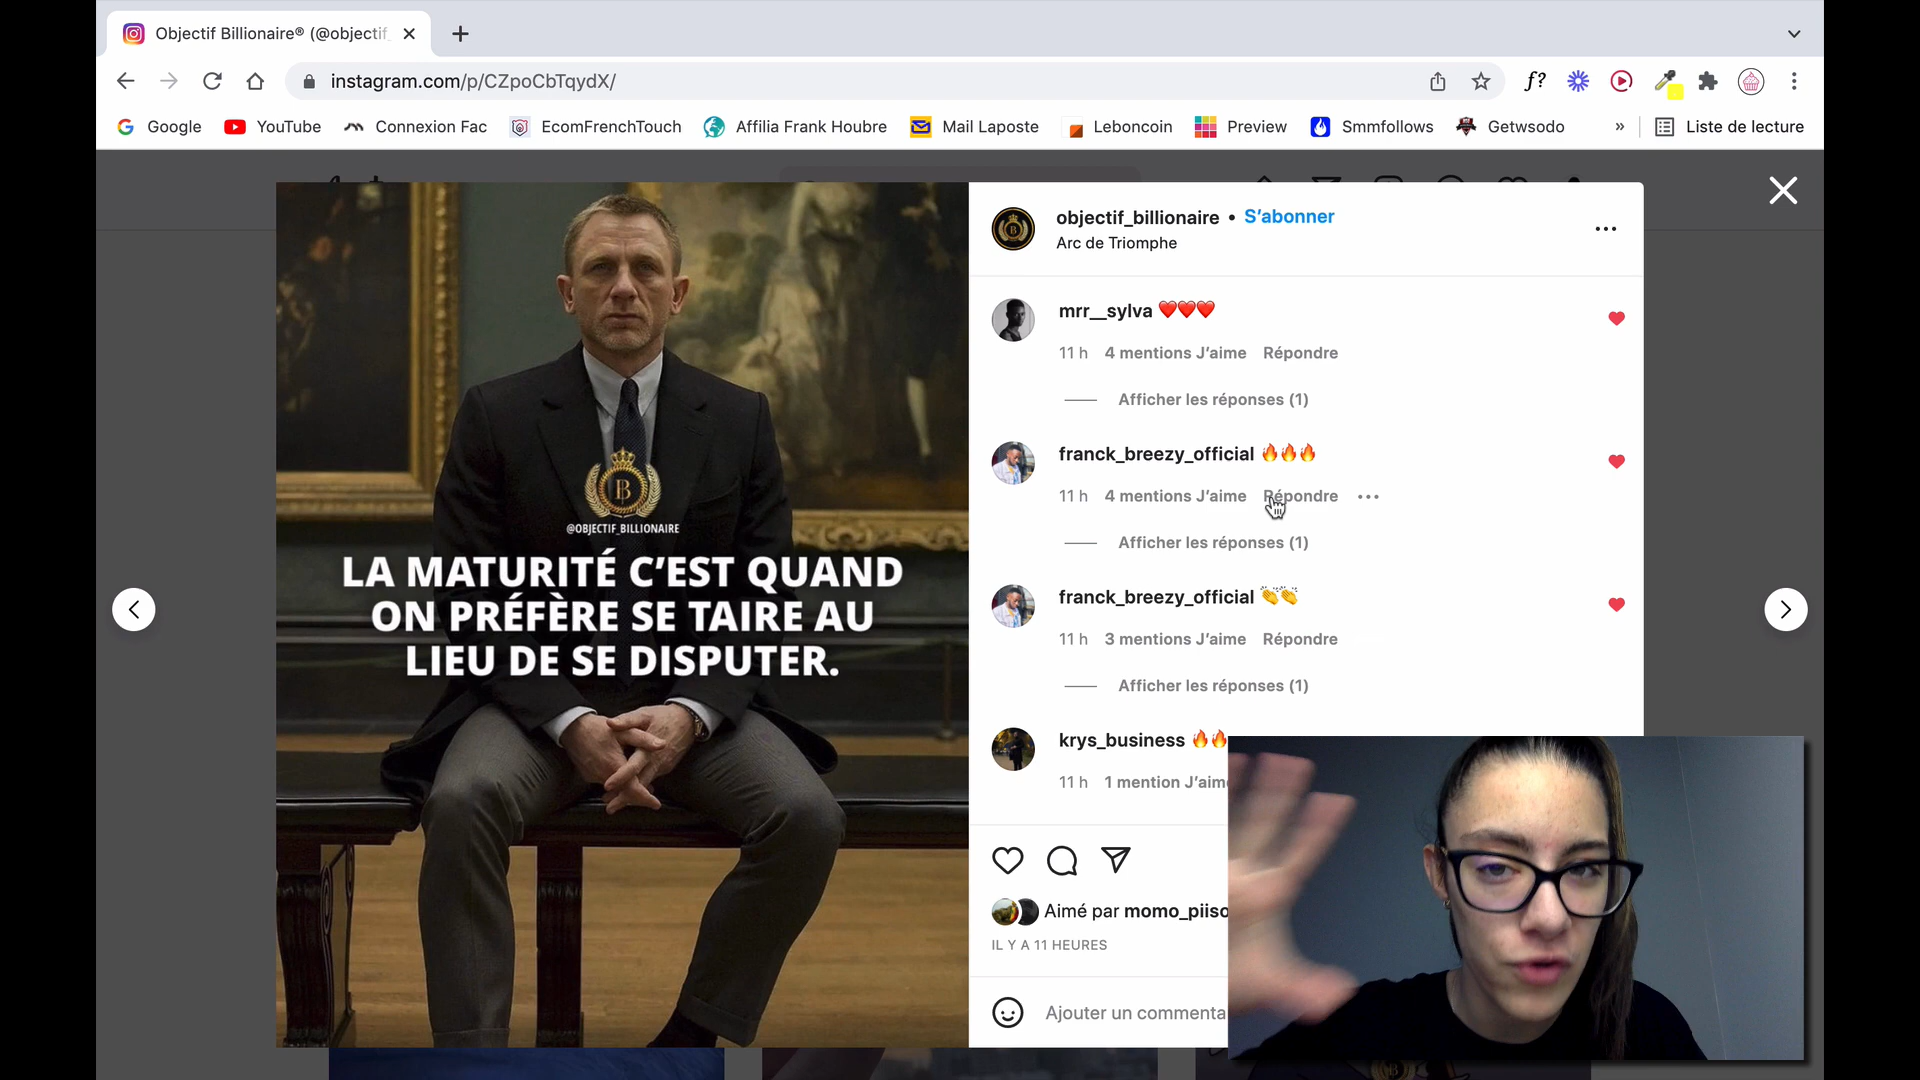 Objectif Billionaire® (@objectif_
instagram.com/p/CZpoCbTqydX/
f?
Google YouTube Connexion Fac EcomFrenchTouch Affilia Frank Houbre Mail Laposte Leboncoin Preview Smmfollows Getwsodo » Liste de lecture
B
@OBJECTIF_BILLIONAIRE
LA MATURITÉ C’EST QUAND
ON PRÉFÈRE SE TAIRE AU
LIEU DE SE DISPUTER.
objectif_billionaire • S’abonner
Arc de Triomphe
mrr__sylva ❤️❤️❤️
11 h 4 mentions J’aime Répondre
Afficher les réponses (1)
franck_breezy_official 🔥🔥🔥
11 h 4 mentions J’aime Répondre
Afficher les réponses (1)
franck_breezy_official 👏👏
11 h 3 mentions J’aime Répondre
Afficher les réponses (1)
krys_business 🔥🔥
11 h 1 mention J’aime
Aimé par momo_piiso
IL Y A 11 HEURES
Ajouter un commenta